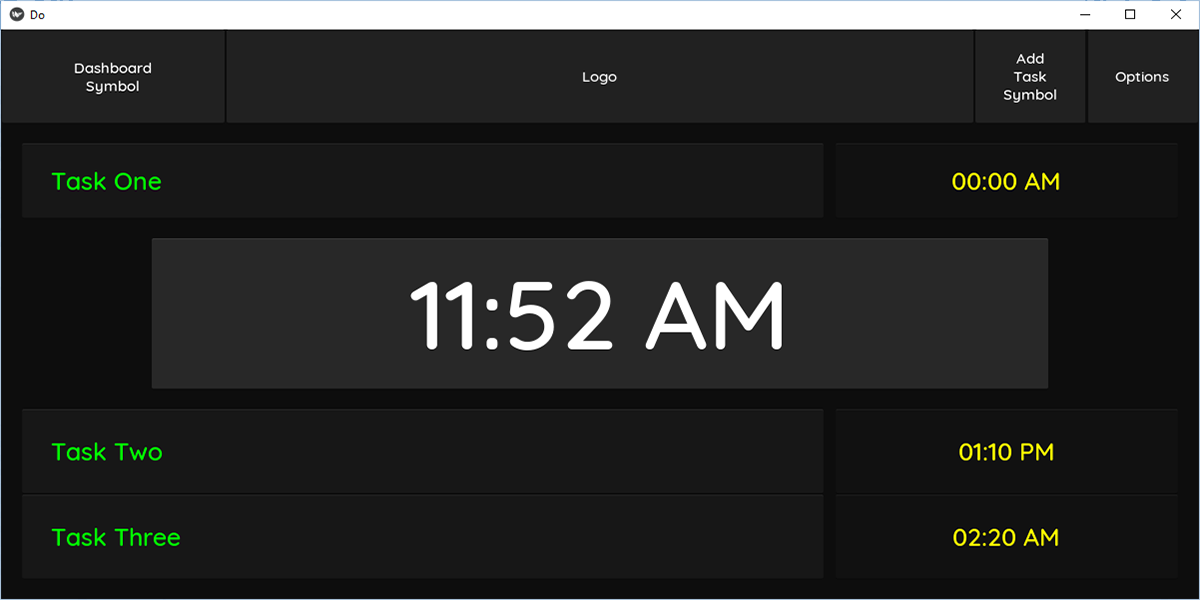 Do
Dashboard
Symbol
Logo
Add
Task
Symbol
Options
Task One
00:00 AM
11:52 AM
Task Two
01:10 PM
Task Three
02:20 AM